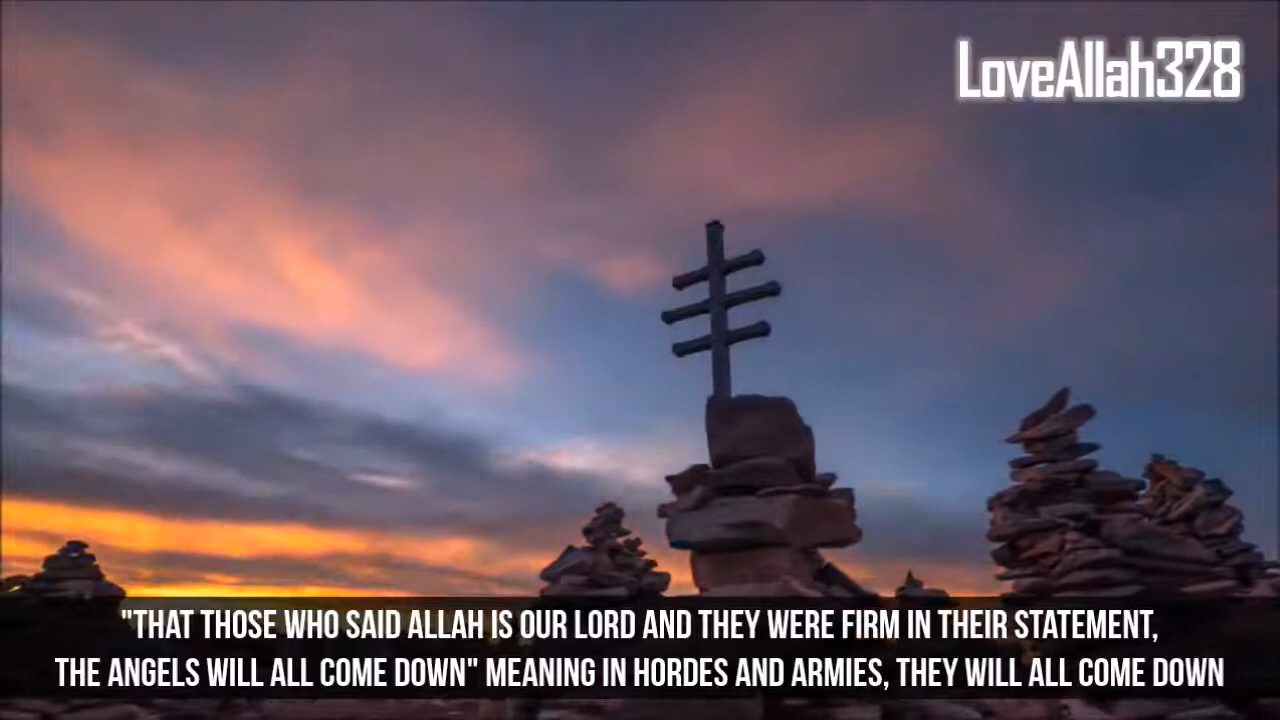 LoveAllah328
"THAT THOSE WHO SAID ALLAH IS OUR LORD AND THEY WERE FIRM IN THEIR STATEMENT,
THE ANGELS WILL ALL COME DOWN" MEANING IN HORDES AND ARMIES, THEY WILL ALL COME DOWN